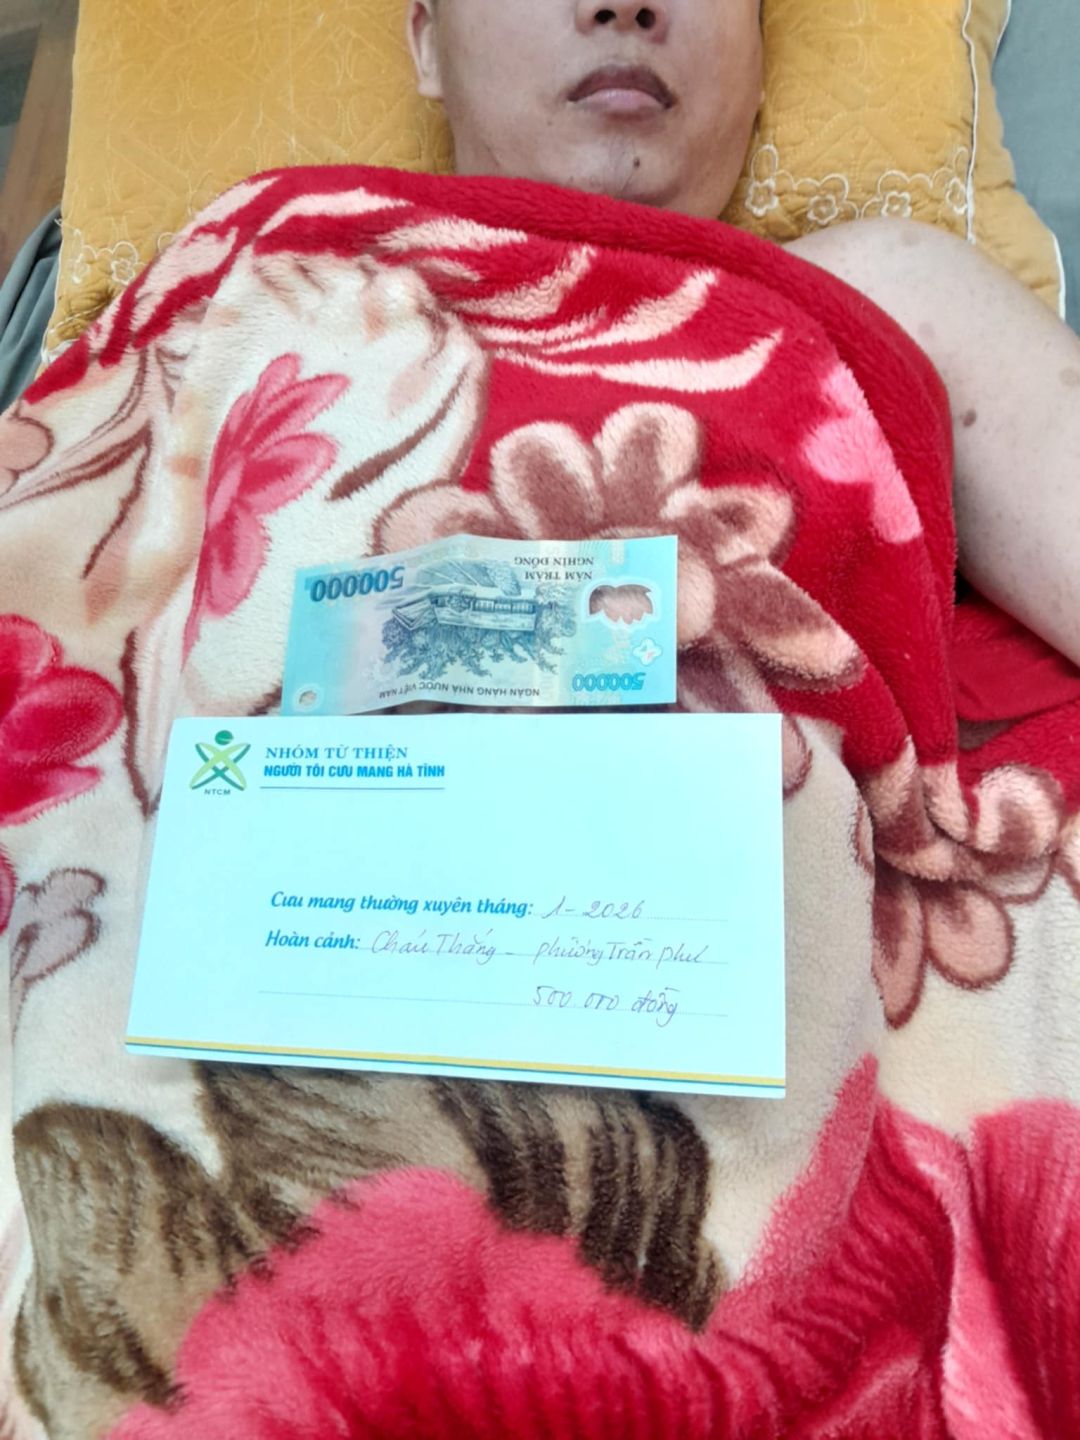 NĂM TRĂM
NGHÌN ĐỒNG
500000
500000
NGÂN HÀNG NHÀ NƯỚC VIỆT NAM
NHÓM TỪ THIỆN
NGƯỜI TÔI CƯU MANG HÀ TĨNH
NTCM
Cưu mang thường xuyên tháng: 1-2026
Hoàn cảnh: Cháu Thắng - phường Trần Phú
500.000 đồng